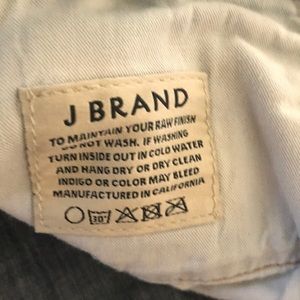 J BRAND
TO MAINTAIN YOUR RAW FINISH
DO NOT WASH. IF WASHING
TURN INSIDE OUT IN COLD WATER
AND HANG DRY OR DRY CLEAN
INDIGO OR COLOR MAY BLEED
MANUFACTURED IN CALIFORNIA
30°